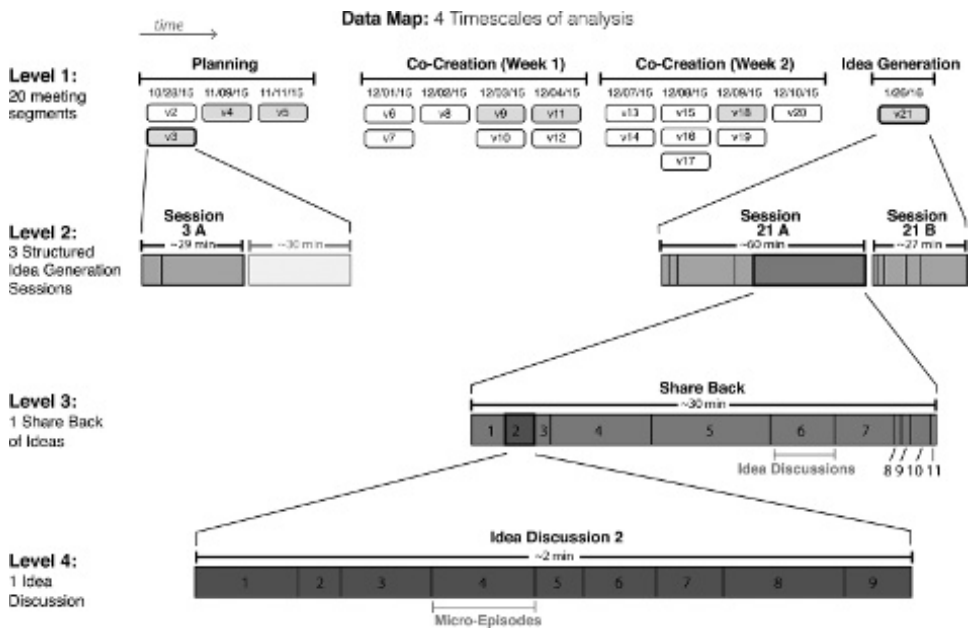 Data Map: 4 Timescales of analysis
time
Level 1:
20 meeting
segments
Planning
Co-Creation (Week 1)
Co-Creation (Week 2)
Idea Generation
10/28/15 11/09/15 11/11/15
12/01/15 12/02/15 12/03/15 12/04/15
12/07/15 12/08/15 12/09/15 12/10/15
1/26/16
v2 v4 v5 v6 v8 v9 v11 v13 v15 v18 v20 v21
v3 v7 v10 v12 v14 v16 v19
v17
Level 2:
3 Structured
Idea Generation
Sessions
Session
3 A
~29 min
~30 min
Session
21 A
~60 min
Session
21 B
~27 min
Level 3:
1 Share Back
of Ideas
Share Back
~30 min
1 2 3 4 5 6 7
Idea Discussions
8 9 10 11
Level 4:
1 Idea
Discussion
Idea Discussion 2
~2 min
1 2 3 4 5 6 7 8 9
Micro-Episodes